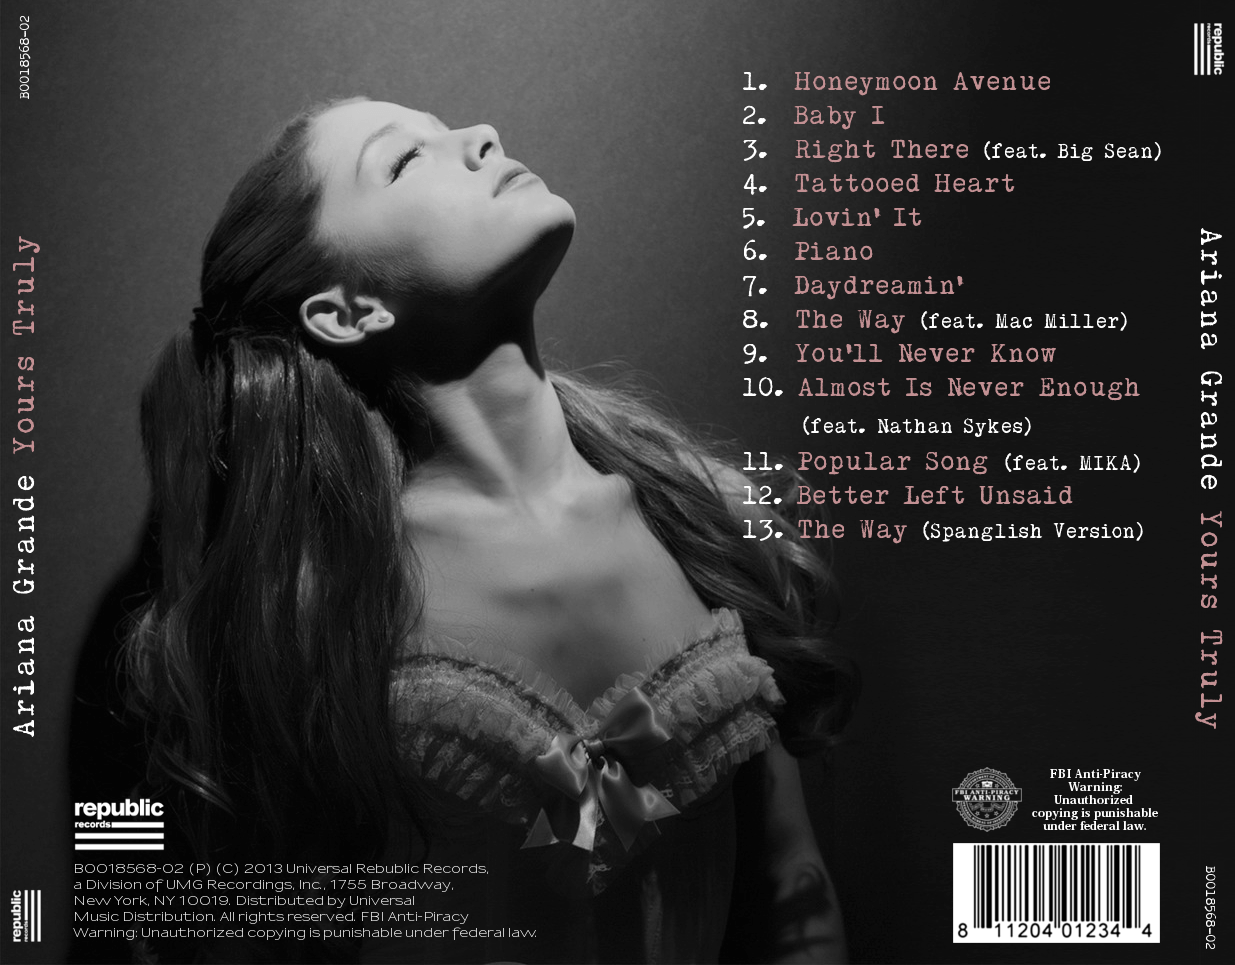 B0018568-02
Ariana Grande Yours Truly
republic
records
1. Honeymoon Avenue
2. Baby I
3. Right There (feat. Big Sean)
4. Tattooed Heart
5. Lovin' It
6. Piano
7. Daydreamin'
8. The Way (feat. Mac Miller)
9. You'll Never Know
10. Almost Is Never Enough
(feat. Nathan Sykes)
11. Popular Song (feat. MIKA)
12. Better Left Unsaid
13. The Way (Spanglish Version)
republic
records
B0018568-02 (P) (C) 2013 Universal Rebublic Records,
a Division of UMG Recordings, Inc., 1755 Broadway,
New York, NY 10019. Distributed by Universal
Music Distribution. All rights reserved. FBI Anti-Piracy
Warning: Unauthorized copying is punishable under federal law.
FBI ANTI-PIRACY
WARNING
FBI Anti-Piracy
Warning:
Unauthorized
copying is punishable
under federal law.
8 11204 01234 4
republic
records
Ariana Grande Yours Truly
B0018568-02